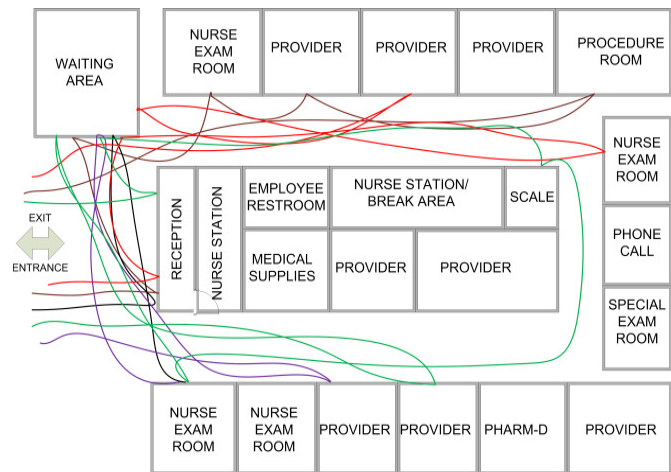 WAITING
AREA
NURSE
EXAM
ROOM
PROVIDER
PROVIDER
PROVIDER
PROCEDURE
ROOM
NURSE
EXAM
ROOM
PHONE
CALL
SPECIAL
EXAM
ROOM
RECEPTION
NURSE STATION
EMPLOYEE
RESTROOM
NURSE STATION/
BREAK AREA
SCALE
MEDICAL
SUPPLIES
PROVIDER
PROVIDER
EXIT
ENTRANCE
NURSE
EXAM
ROOM
NURSE
EXAM
ROOM
PROVIDER
PROVIDER
PHARM-D
PROVIDER